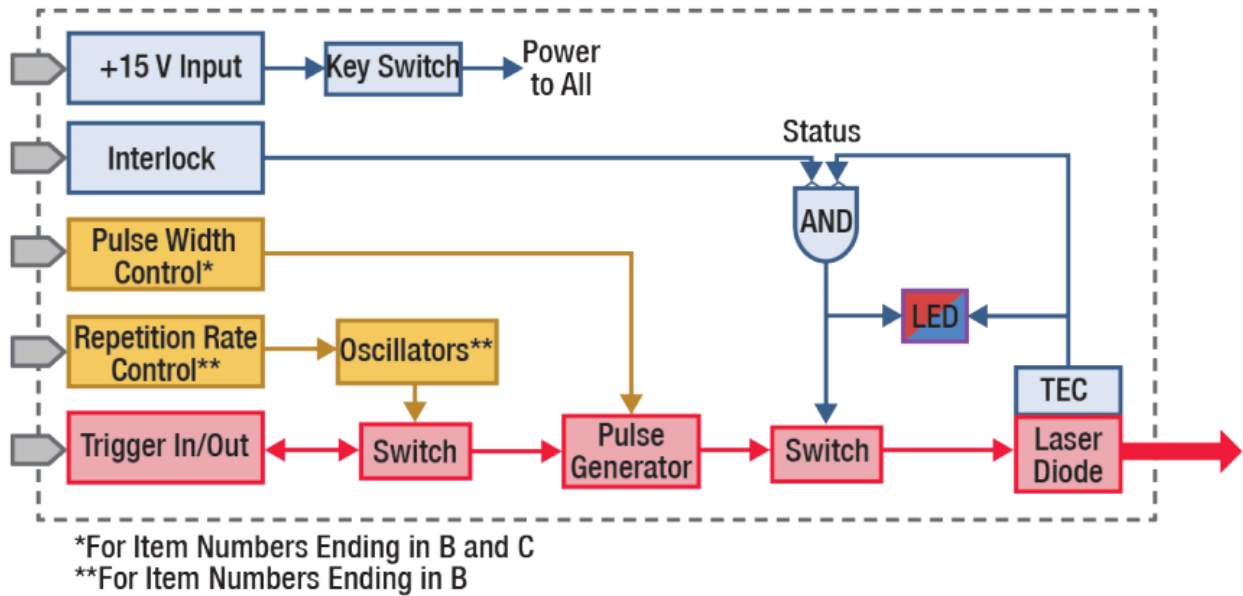 +15 V Input
Key Switch
Power
to All
Interlock
Status
AND
Pulse Width
Control*
LED
Repetition Rate
Control**
Oscillators**
TEC
Trigger In/Out
Switch
Pulse
Generator
Switch
Laser
Diode
*For Item Numbers Ending in B and C
**For Item Numbers Ending in B